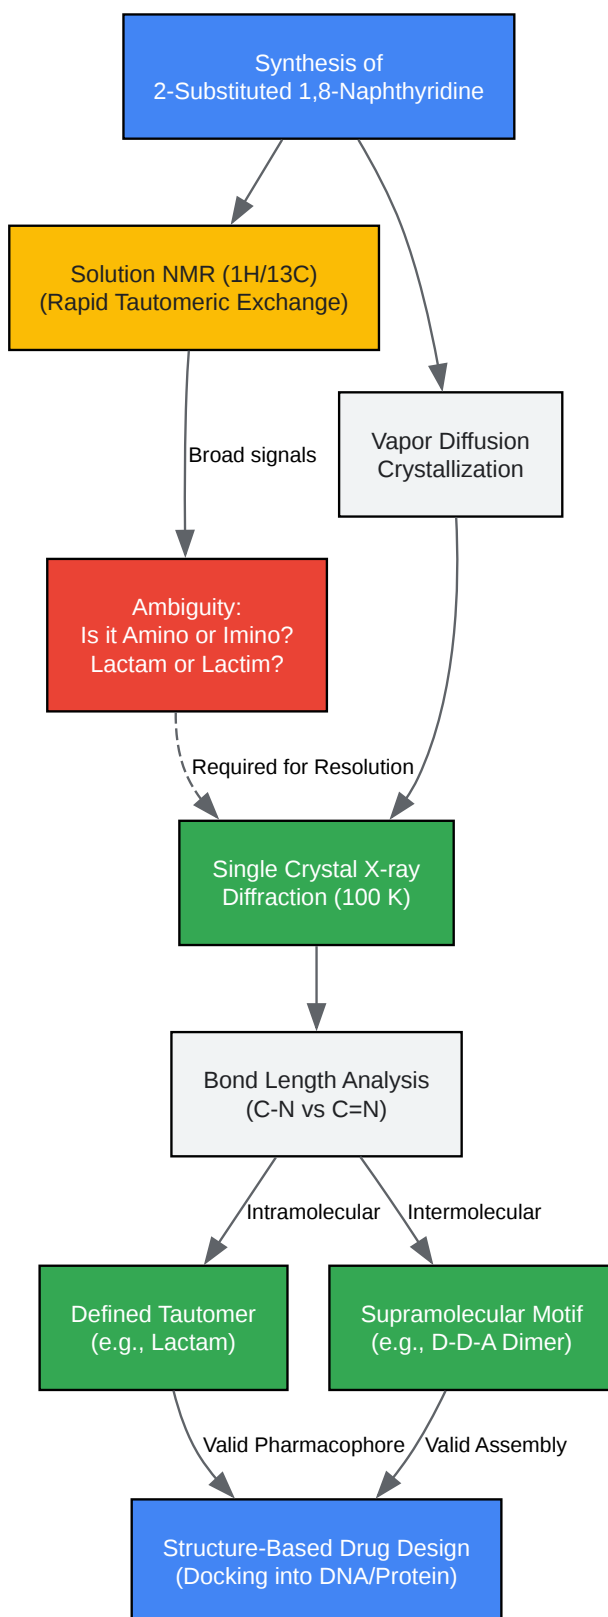 Synthesis of
2-Substituted 1,8-Naphthyridine
Solution NMR (1H/13C)
(Rapid Tautomeric Exchange)
Vapor Diffusion
Crystallization
Broad signals
Ambiguity:
Is it Amino or Imino?
Lactam or Lactim?
Required for Resolution
Single Crystal X-ray
Diffraction (100 K)
Bond Length Analysis
(C-N vs C=N)
Intramolecular
Intermolecular
Defined Tautomer
(e.g., Lactam)
Supramolecular Motif
(e.g., D-D-A Dimer)
Valid Pharmacophore
Valid Assembly
Structure-Based Drug Design
(Docking into DNA/Protein)